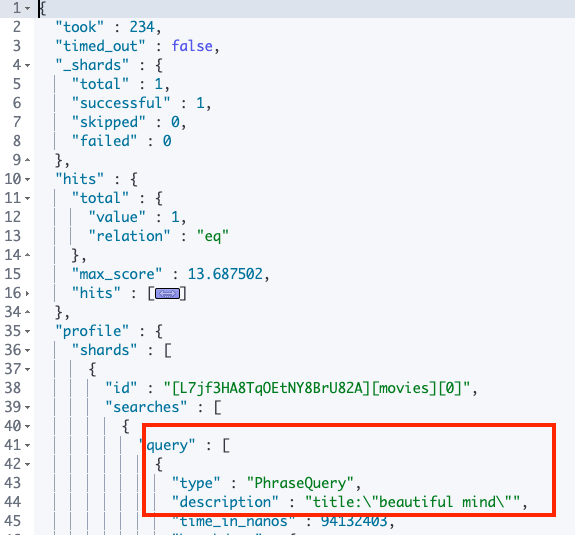 1 {
2 "took" : 234,
3 "timed_out" : false,
4 "_shards" : {
5 "total" : 1,
6 "successful" : 1,
7 "skipped" : 0,
8 "failed" : 0
9 },
10 "hits" : {
11 "total" : {
12 "value" : 1,
13 "relation" : "eq"
14 },
15 "max_score" : 13.687502,
16 "hits" : []
34 },
35 "profile" : {
36 "shards" : [
37 {
38 "id" : "[L7jf3HA8TqOEtNY8BrU82A][movies][0]",
39 "searches" : [
40 {
41 "query" : [
42 {
43 "type" : "PhraseQuery",
44 "description" : "title:\"beautiful mind\"",
45 "time_in_nanos" : 94132403,